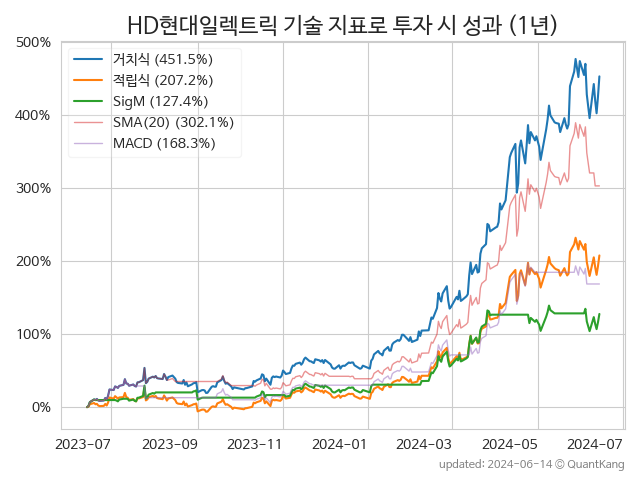 HD현대일렉트릭 기술 지표로 투자 시 성과 (1년)
500%
400%
300%
200%
100%
0%
거치식 (451.5%)
적립식 (207.2%)
SigM (127.4%)
SMA(20) (302.1%)
MACD (168.3%)
2023-07
2023-09
2023-11
2024-01
2024-03
2024-05
2024-07
updated: 2024-06-14 © QuantKang